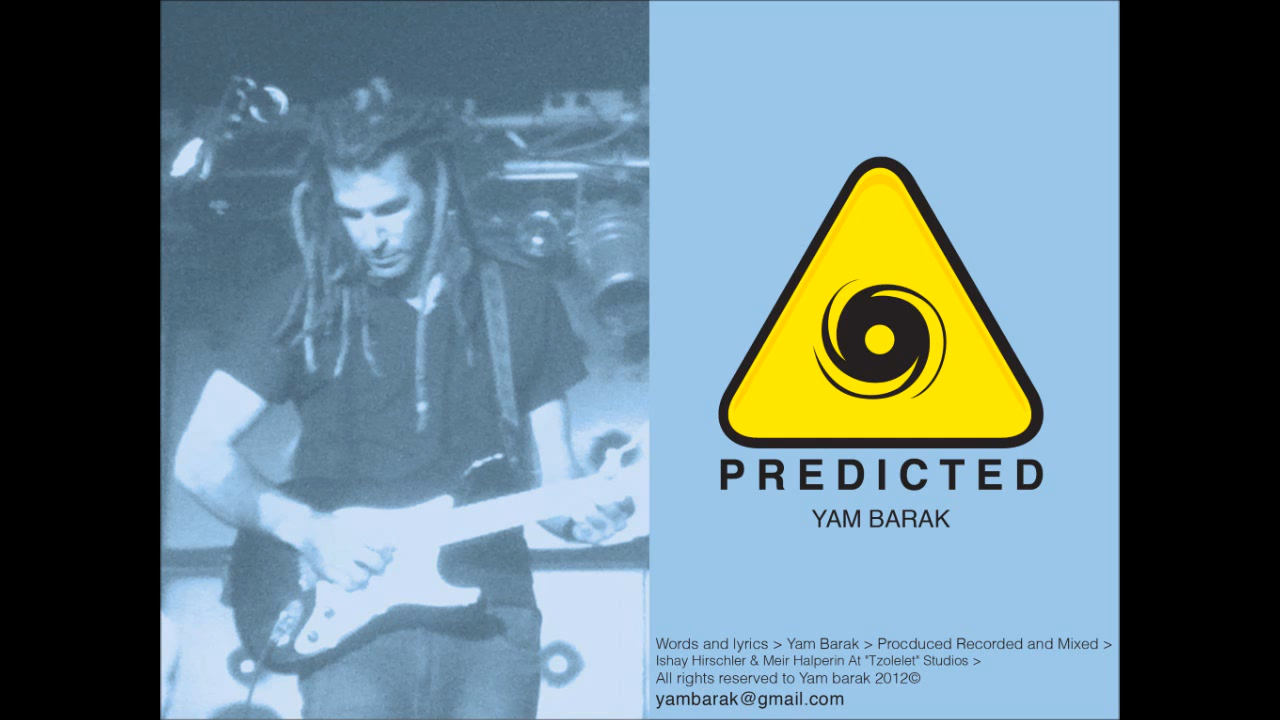 PREDICTED
YAM BARAK
Words and lyrics > Yam Barak > Procduced Recorded and Mixed >
Ishay Hirschler & Meir Halperin At "Tzolelet" Studios >
All rights reserved to Yam barak 2012©
yambarak@gmail.com